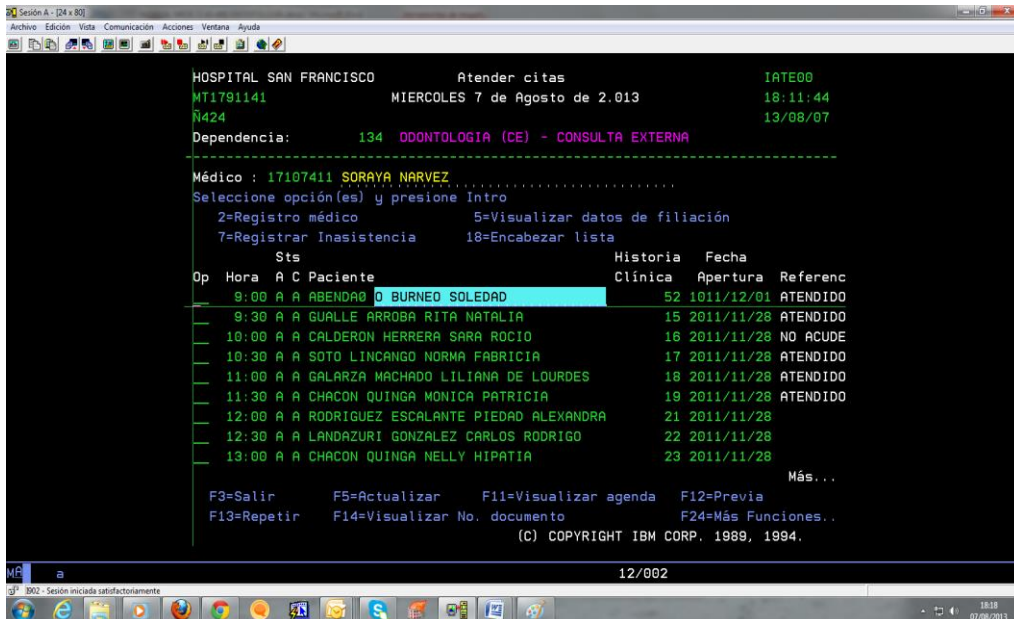 Sesión A - [24 x 80]
Archivo Edición Vista Comunicación Acciones Ventana Ayuda
HOSPITAL SAN FRANCISCO Atender citas IATE00
MT1791141 MIERCOLES 7 de Agosto de 2.013 18:11:44
Ñ424 13/08/07
Dependencia: 134 ODONTOLOGIA (CE) - CONSULTA EXTERNA
Médico : 17107411 SORAYA NARVEZ
Seleccione opción(es) y presione Intro
2=Registro médico 5=Visualizar datos de filiación
7=Registrar Inasistencia 18=Encabezar lista
Sts Historia Fecha
Op Hora A C Paciente Clínica Apertura Referenc
9:00 A A ABENDAÑ O BURNEO SOLEDAD 52 1011/12/01 ATENDIDO
9:30 A A GUALLE ARROBA RITA NATALIA 15 2011/11/28 ATENDIDO
10:00 A A CALDERON HERRERA SARA ROCIO 16 2011/11/28 NO ACUDE
10:30 A A SOTO LINCANGO NORMA FABRICIA 17 2011/11/28 ATENDIDO
11:00 A A GALARZA MACHADO LILIANA DE LOURDES 18 2011/11/28 ATENDIDO
11:30 A A CHACON QUINGA MONICA PATRICIA 19 2011/11/28 ATENDIDO
12:00 A A RODRIGUEZ ESCALANTE PIEDAD ALEXANDRA 21 2011/11/28
12:30 A A LANDAZURI GONZALEZ CARLOS RODRIGO 22 2011/11/28
13:00 A A CHACON QUINGA NELLY HIPATIA 23 2011/11/28
Más...
F3=Salir F5=Actualizar F11=Visualizar agenda F12=Previa
F13=Repetir F14=Visualizar No. documento F24=Más Funciones..
(C) COPYRIGHT IBM CORP. 1989, 1994.
MA a 12/002
I902 - Sesión iniciada satisfactoriamente
18:18
07/08/2013